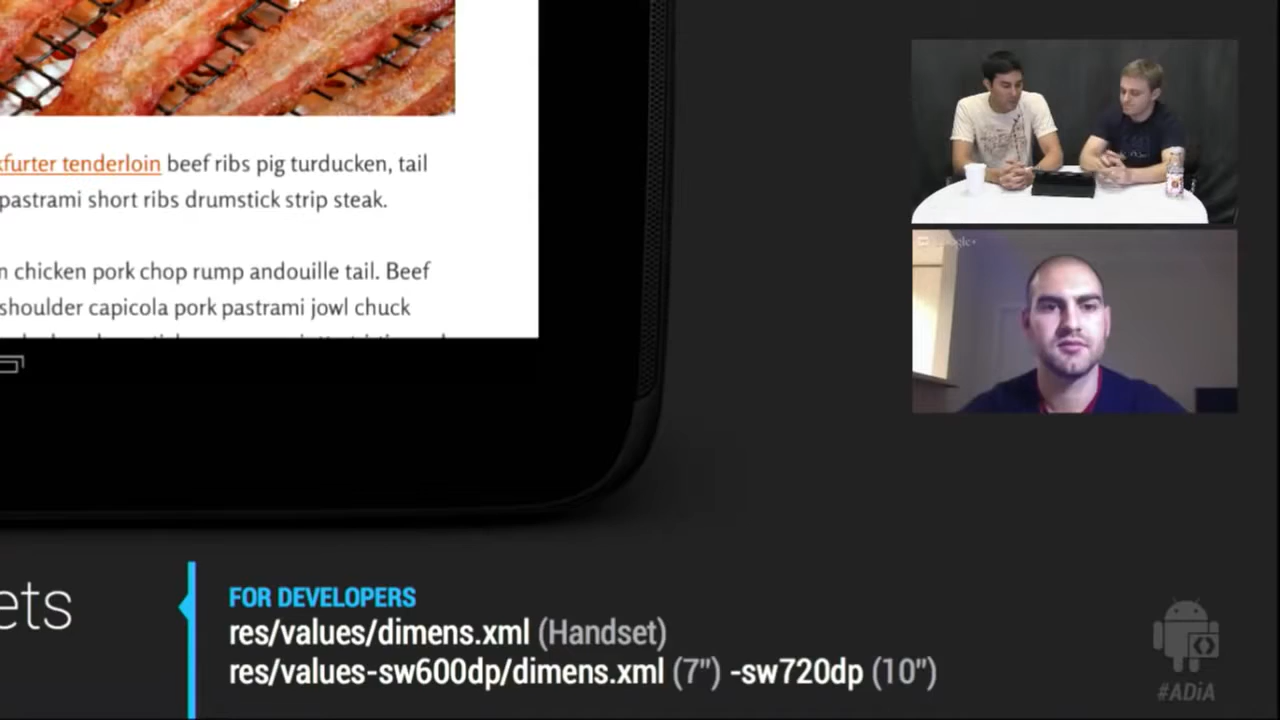 kfurter tenderloin beef ribs pig turducken, tail
pastrami short ribs drumstick strip steak.
n chicken pork chop rump andouille tail. Beef
shoulder capicola pork pastrami jowl chuck
ets
FOR DEVELOPERS
res/values/dimens.xml (Handset)
res/values-sw600dp/dimens.xml (7") -sw720dp (10")
#ADiA